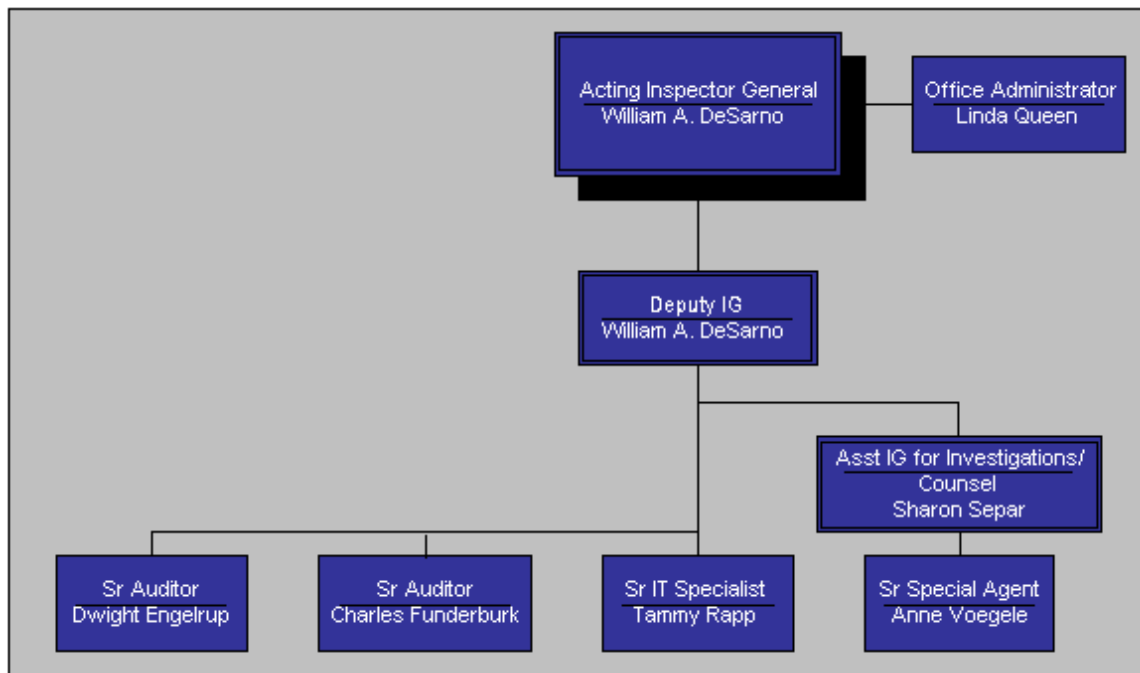 Acting Inspector General
William A. DeSarno
Office Administrator
Linda Queen
Deputy IG
William A. DeSarno
Asst IG for Investigations/
Counsel
Sharon Separ
Sr Auditor
Dwight Engelrup
Sr Auditor
Charles Funderburk
Sr IT Specialist
Tammy Rapp
Sr Special Agent
Anne Voegele